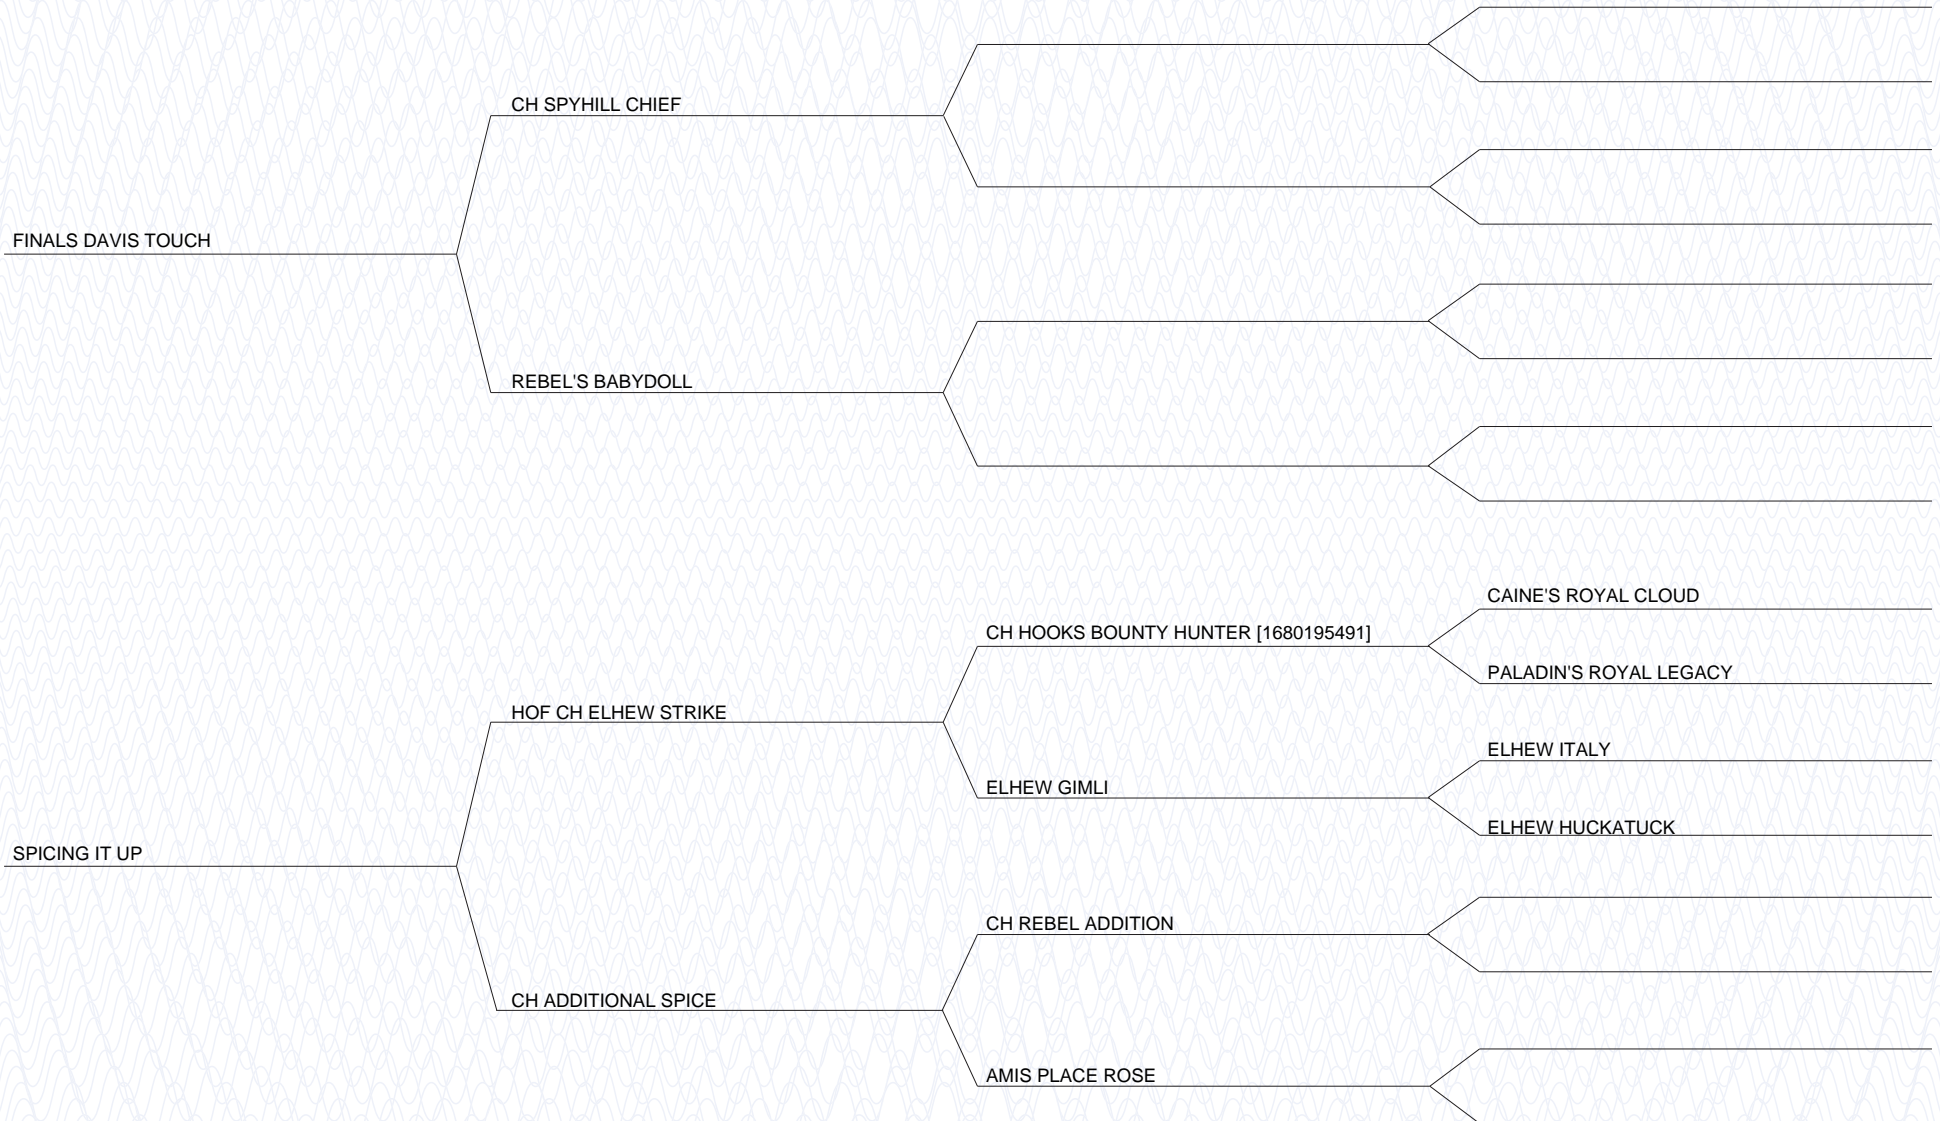 CH SPYHILL CHIEF
FINALS DAVIS TOUCH
REBEL'S BABYDOLL
CAINE'S ROYAL CLOUD
CH HOOKS BOUNTY HUNTER [1680195491]
PALADIN'S ROYAL LEGACY
HOF CH ELHEW STRIKE
ELHEW ITALY
ELHEW GIMLI
ELHEW HUCKATUCK
SPICING IT UP
CH REBEL ADDITION
CH ADDITIONAL SPICE
AMIS PLACE ROSE